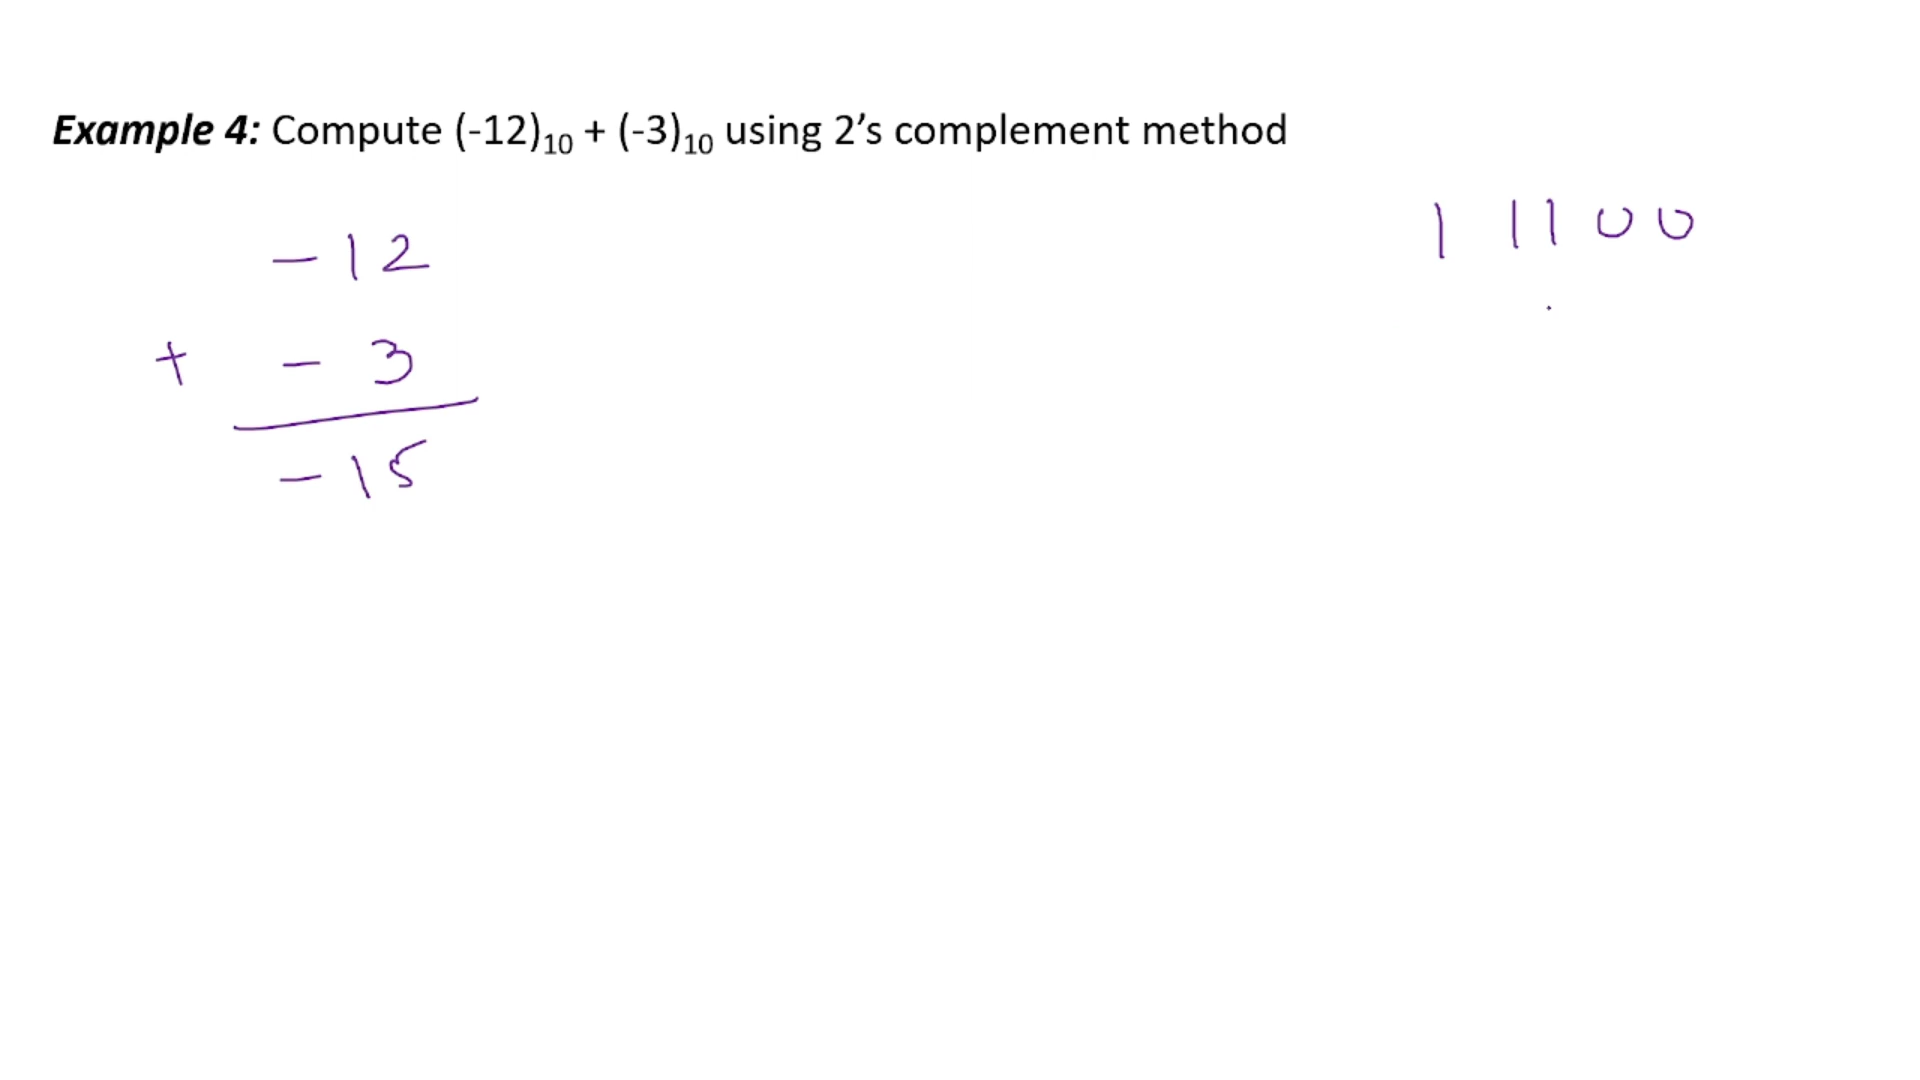 Example 4: Compute (-12)10 + (-3)10 using 2’s complement method
1 1100
-12
+ -3
-15